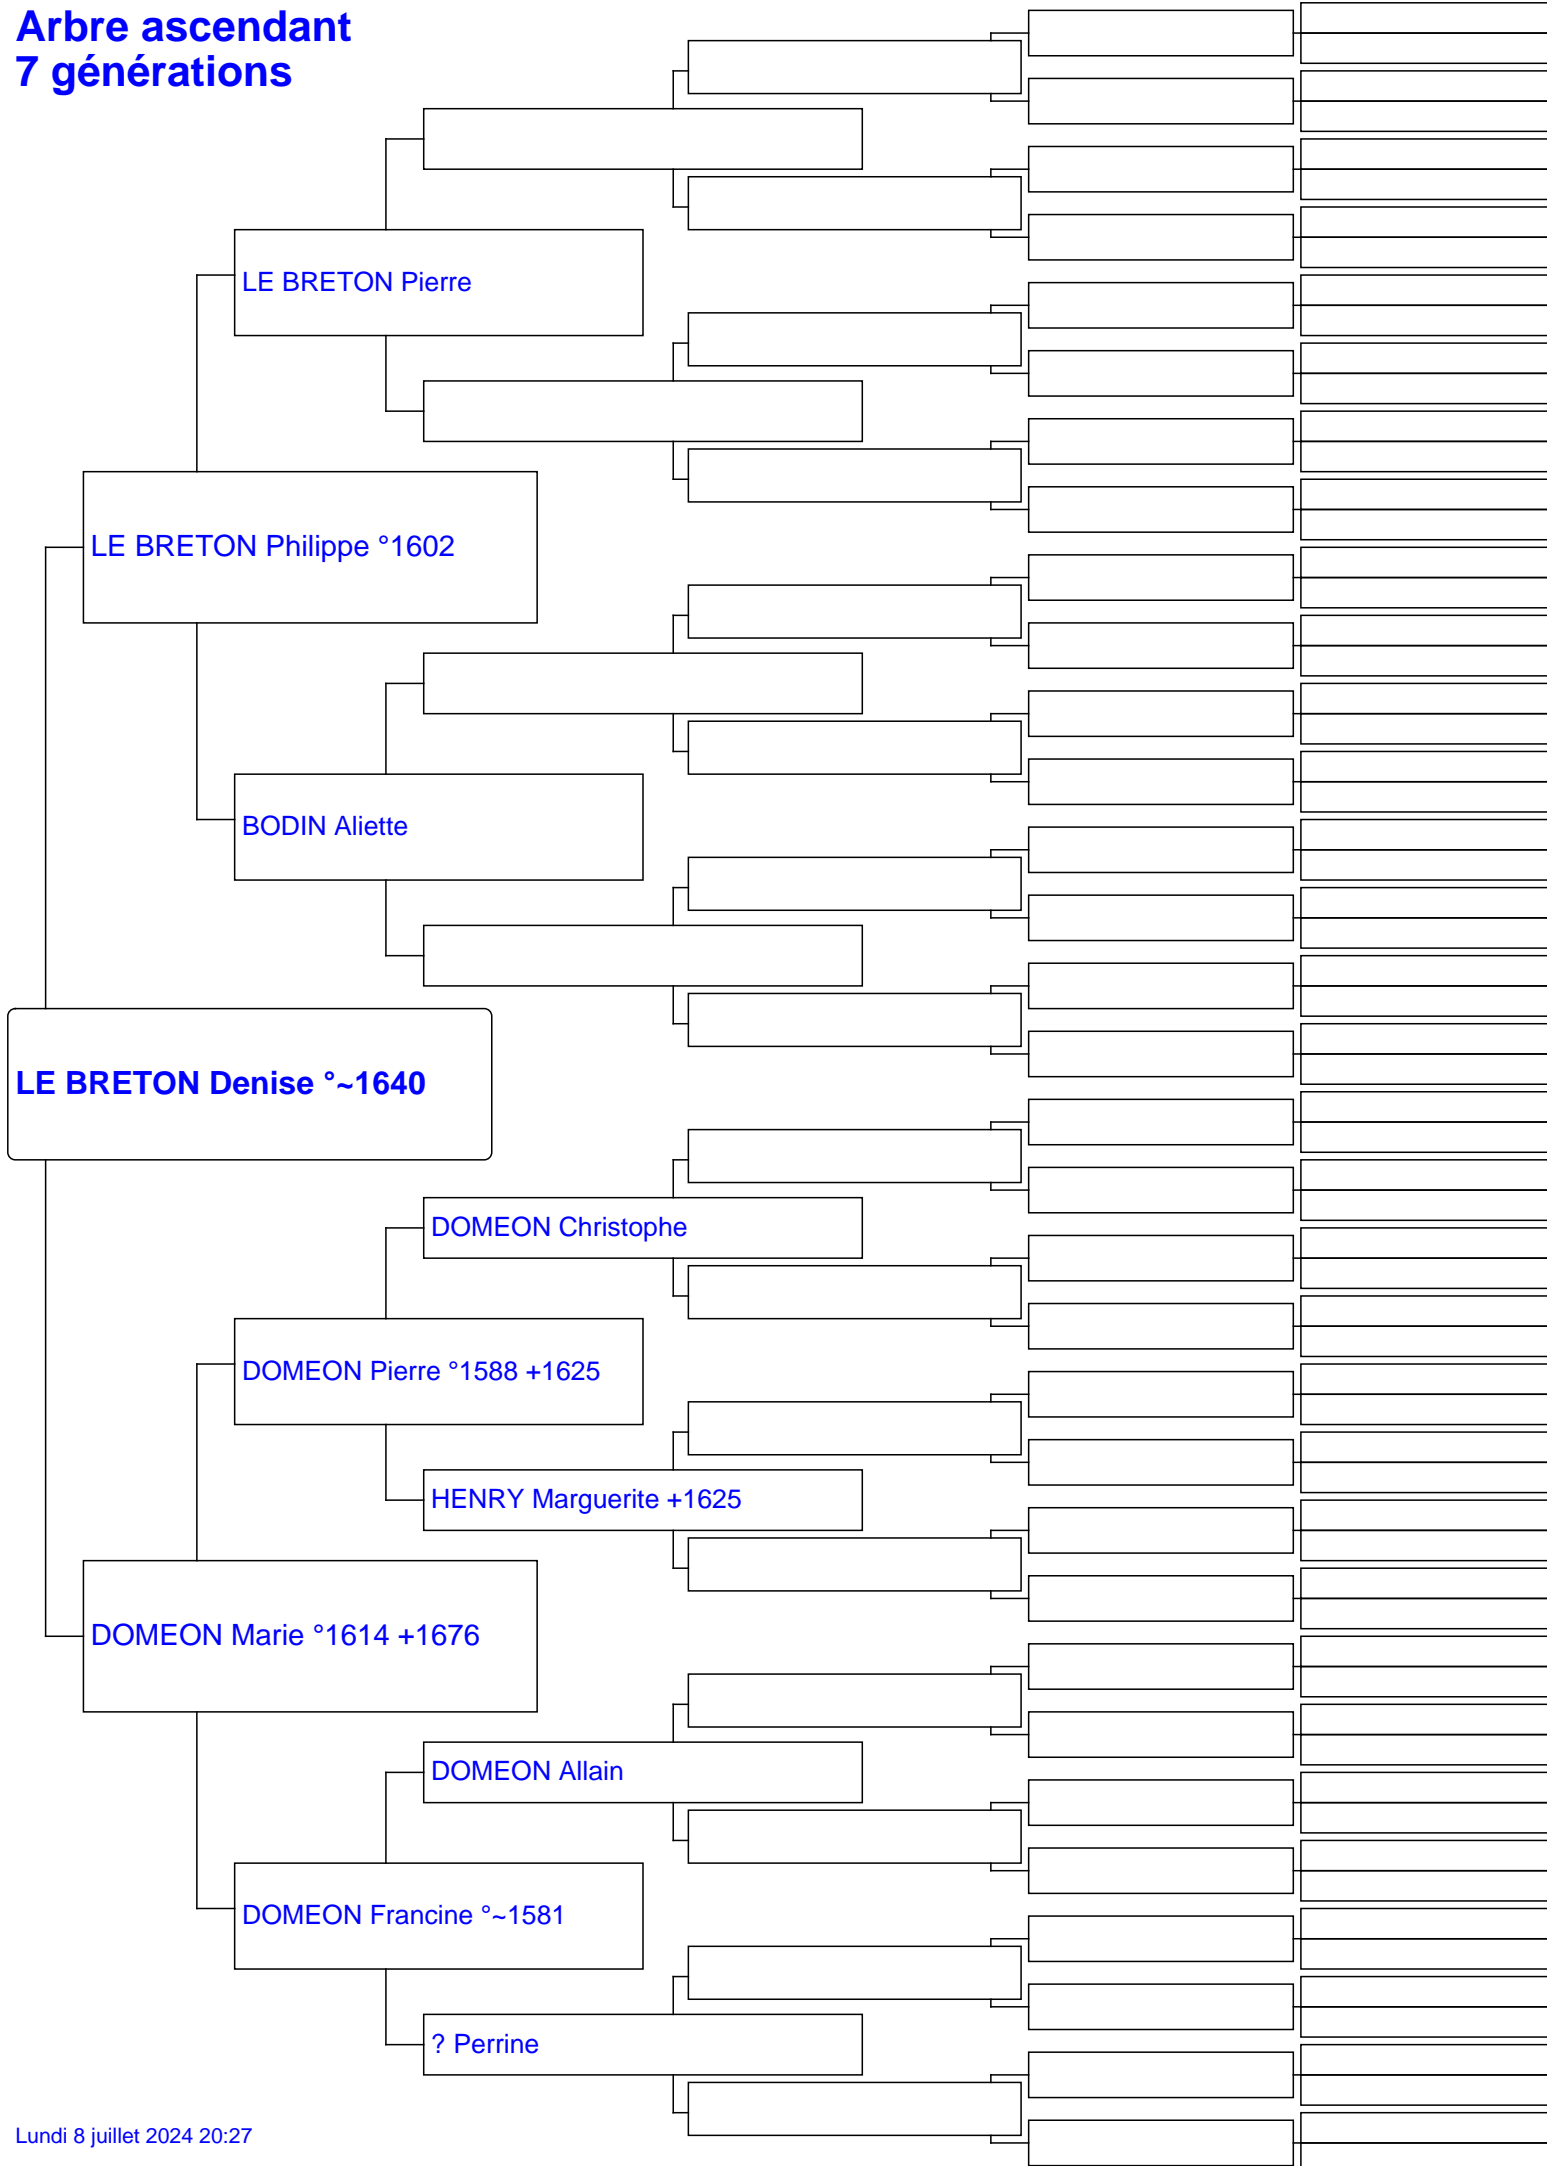 Arbre ascendant
7 générations
LE BRETON Pierre
LE BRETON Philippe °1602
BODIN Aliette
LE BRETON Denise °~1640
DOMEON Christophe
DOMEON Pierre °1588 +1625
HENRY Marguerite +1625
DOMEON Marie °1614 +1676
DOMEON Allain
DOMEON Francine °~1581
? Perrine
Lundi 8 juillet 2024 20:27